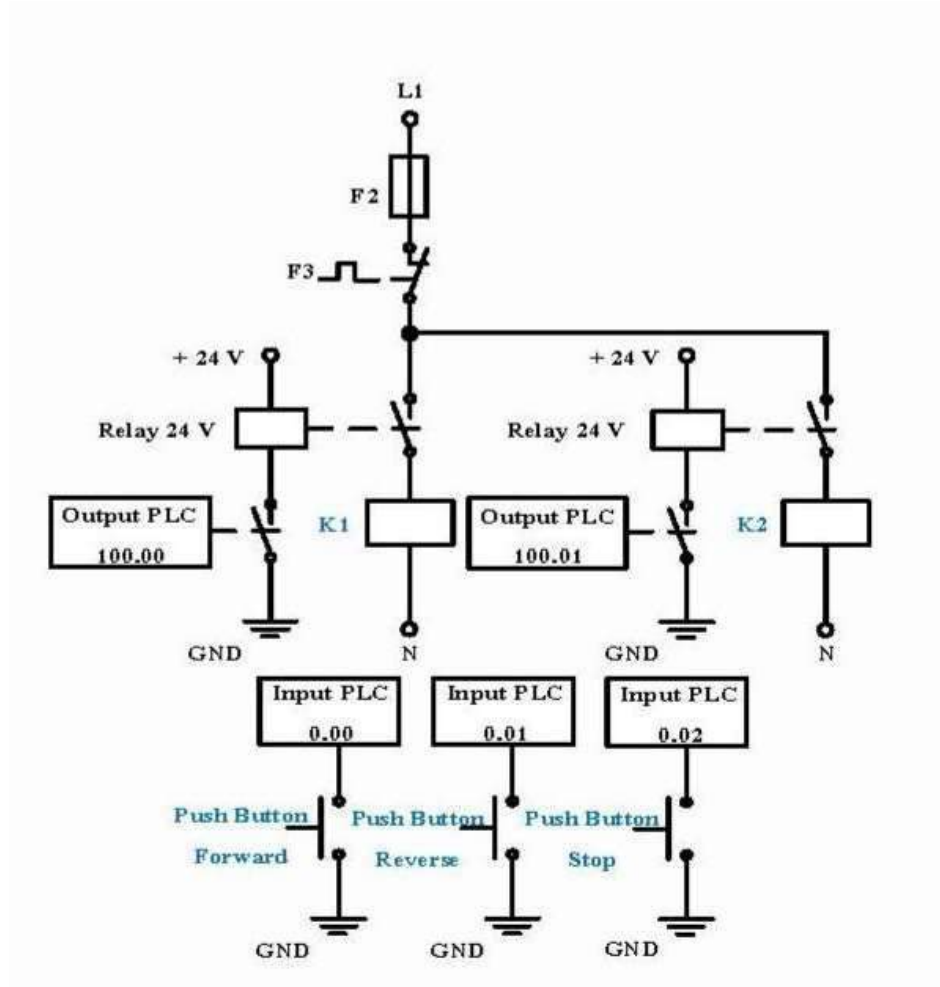 L1
F2
F3
+ 24 V
+ 24 V
Relay 24 V
Relay 24 V
Output PLC
100.00
K1
Output PLC
100.01
K2
GND
N
GND
N
Input PLC
0.00
Input PLC
0.01
Input PLC
0.02
Push Button
Forward
Push Button
Reverse
Push Button
Stop
GND
GND
GND